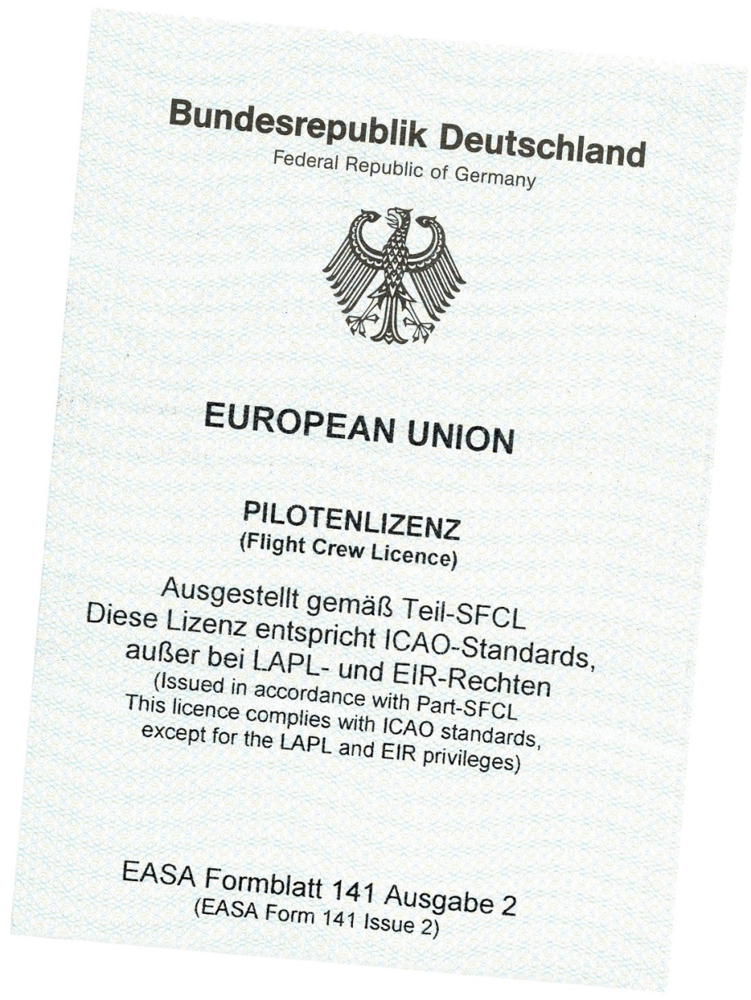 Bundesrepublik Deutschland
Federal Republic of Germany
EUROPEAN UNION
PILOTENLIZENZ
(Flight Crew Licence)
Ausgestellt gemäß Teil-SFCL
Diese Lizenz entspricht ICAO-Standards,
außer bei LAPL- und EIR-Rechten
(Issued in accordance with Part-SFCL
This licence complies with ICAO standards,
except for the LAPL and EIR privileges)
EASA Formblatt 141 Ausgabe 2
(EASA Form 141 Issue 2)